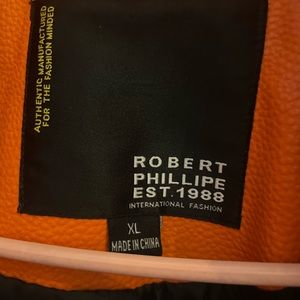 AUTHENTIC MANUFACTURED
FOR THE FASHION MINDED
ROBERT
PHILLIPE
EST.1988
INTERNATIONAL FASHION
XL
MADE IN CHINA